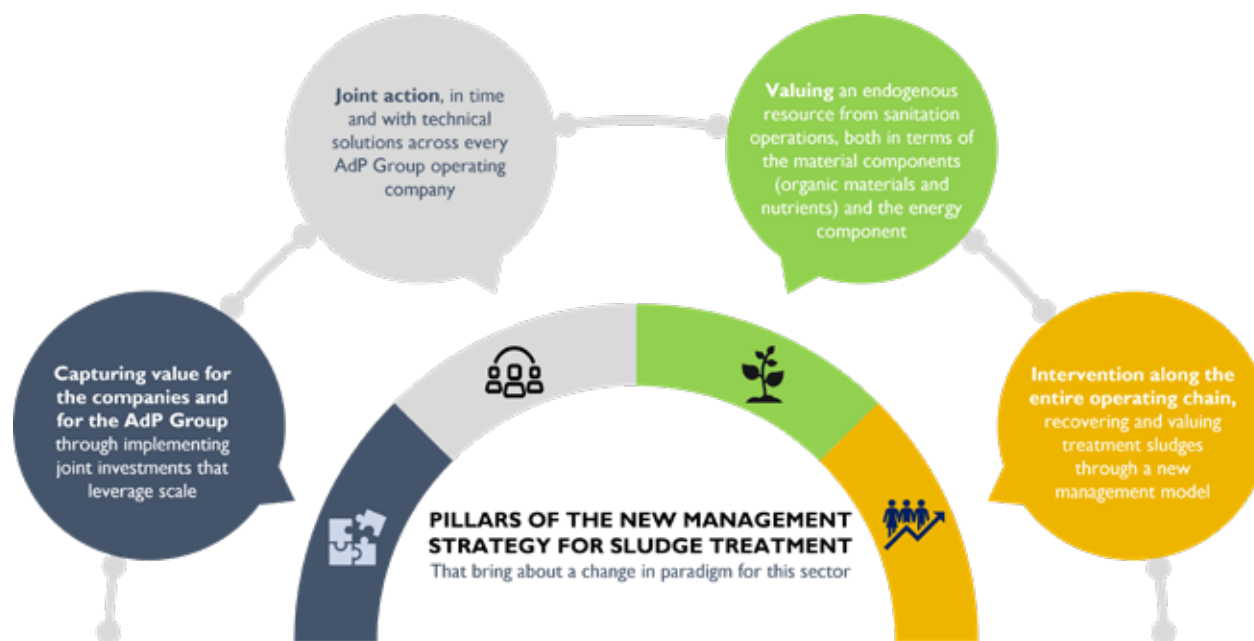 Joint action, in time
and with technical
solutions across every
AdP Group operating
company
Valuing an endogenous
resource from sanitation
operations, both in terms of
the material components
(organic materials and
nutrients) and the energy
component
Capturing value for
the companies and
for the AdP Group
through implementing
joint investments that
leverage scale
Intervention along the
entire operating chain,
recovering and valuing
treatment sludges
through a new
management model
PILLARS OF THE NEW MANAGEMENT
STRATEGY FOR SLUDGE TREATMENT
That bring about a change in paradigm for this sector